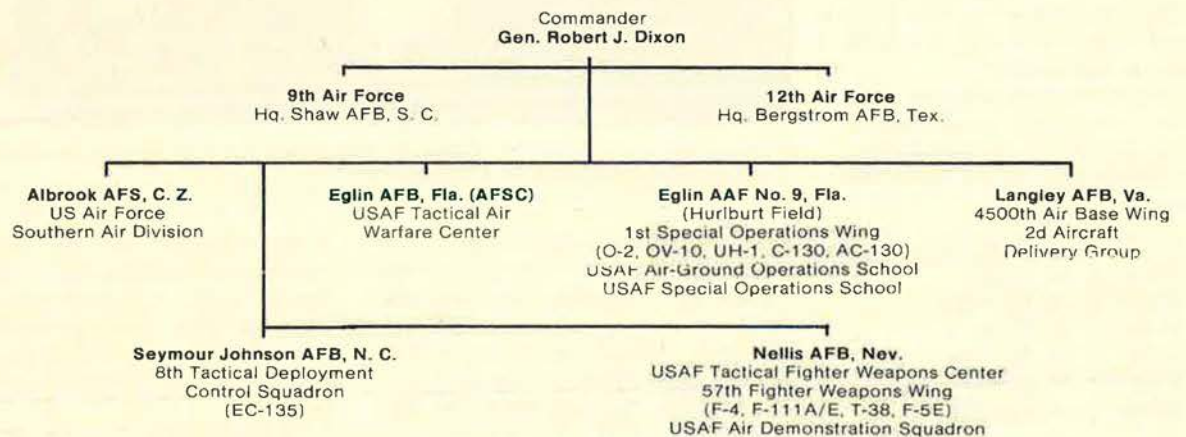 Commander
Gen. Robert J. Dixon
9th Air Force
Hq. Shaw AFB, S. C.
12th Air Force
Hq. Bergstrom AFB, Tex.
Albrook AFS, C. Z.
US Air Force
Southern Air Division
Eglin AFB, Fla. (AFSC)
USAF Tactical Air
Warfare Center
Eglin AAF No. 9, Fla.
(Hurlburt Field)
1st Special Operations Wing
(O-2, OV-10, UH-1, C-130, AC-130)
USAF Air-Ground Operations School
USAF Special Operations School
Langley AFB, Va.
4500th Air Base Wing
2d Aircraft
Delivery Group
Seymour Johnson AFB, N. C.
8th Tactical Deployment
Control Squadron
(EC-135)
Nellis AFB, Nev.
USAF Tactical Fighter Weapons Center
57th Fighter Weapons Wing
(F-4, F-111A/E, T-38, F-5E)
USAF Air Demonstration Squadron